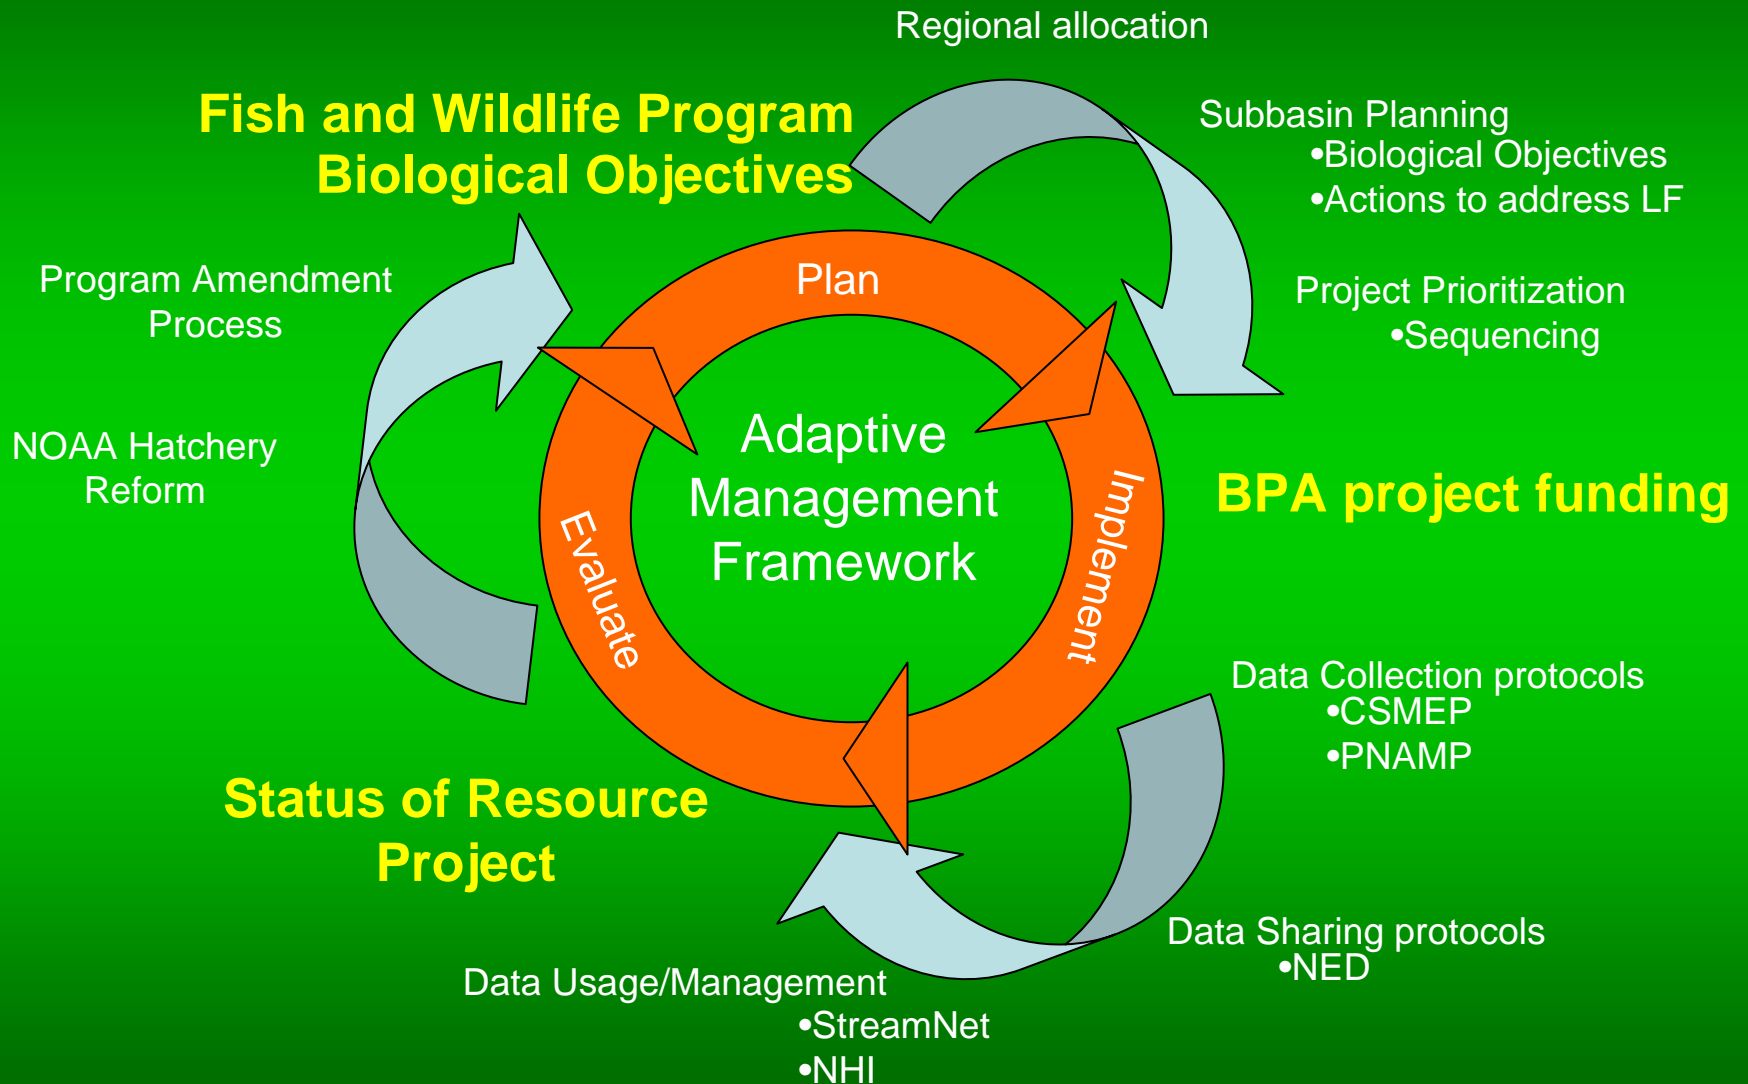 Regional allocation
Fish and Wildlife Program
Biological Objectives
Subbasin Planning
•Biological Objectives
•Actions to address LF
Project Prioritization
•Sequencing
Program Amendment
Process
NOAA Hatchery
Reform
Plan
Implement
Evaluate
Adaptive
Management
Framework
BPA project funding
Data Collection protocols
•CSMEP
•PNAMP
Status of Resource
Project
Data Sharing protocols
•NED
Data Usage/Management
•StreamNet
•NHI